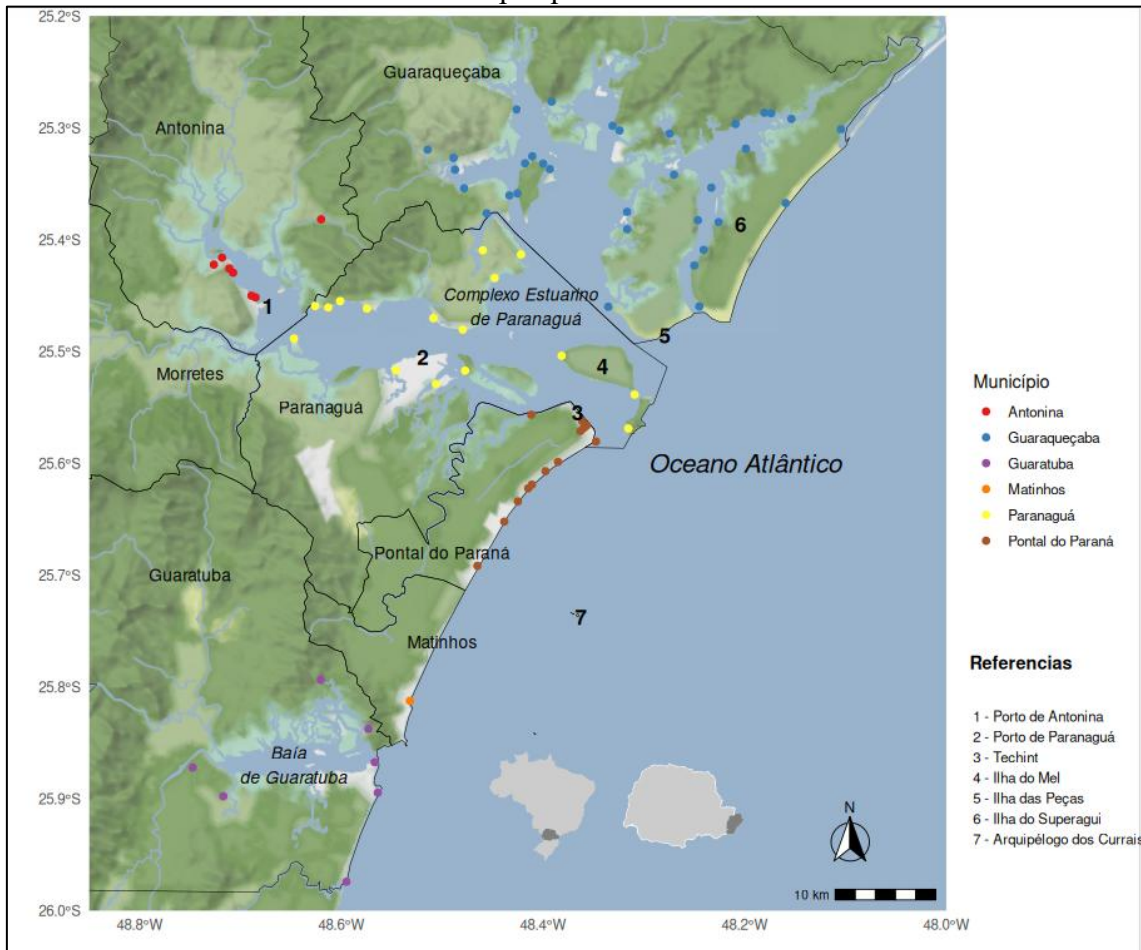 25.2°S
25.3°S
25.4°S
25.5°S
25.6°S
25.7°S
25.8°S
25.9°S
26.0°S
48.8°W
48.6°W
48.4°W
48.2°W
48.0°W
Guaraqueçaba
Antonina
6
1
Complexo Estuarino
de Paranaguá
5
2
4
Morretes
Paranaguá
3
Oceano Atlântico
Pontal do Paraná
Guaratuba
7
Matinhos
Baía
de Guaratuba
N
10 km
Município
Antonina
Guaraqueçaba
Guaratuba
Matinhos
Paranaguá
Pontal do Paraná
Referencias
1 - Porto de Antonina
2 - Porto de Paranaguá
3 - Techint
4 - Ilha do Mel
5 - Ilha das Peças
6 - Ilha do Superagui
7 - Arquipélogo dos Currais